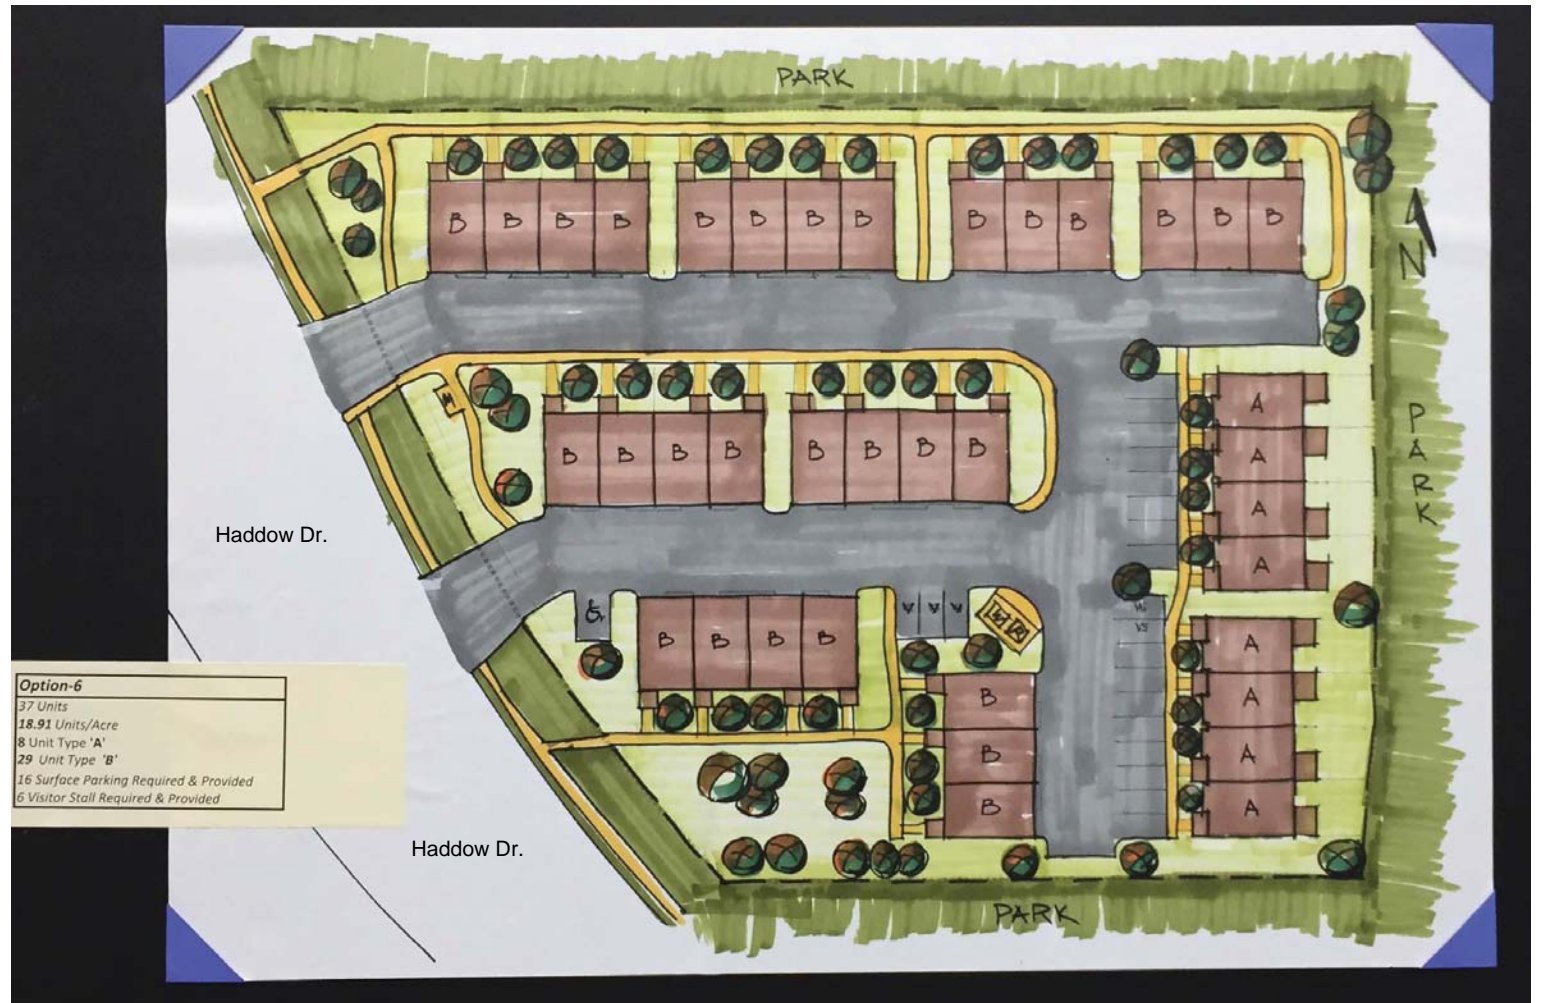 PARK
B B B B B B B B B B B B B B
N
A
B B B B B B B B
A
PARK
A
A
Haddow Dr.
B B B B
A
B
A
Option-6
37 Units
18.91 Units/Acre
8 Unit Type 'A'
29 Unit Type 'B'
16 Surface Parking Required & Provided
6 Visitor Stall Required & Provided
B
A
B
A
Haddow Dr.
PARK